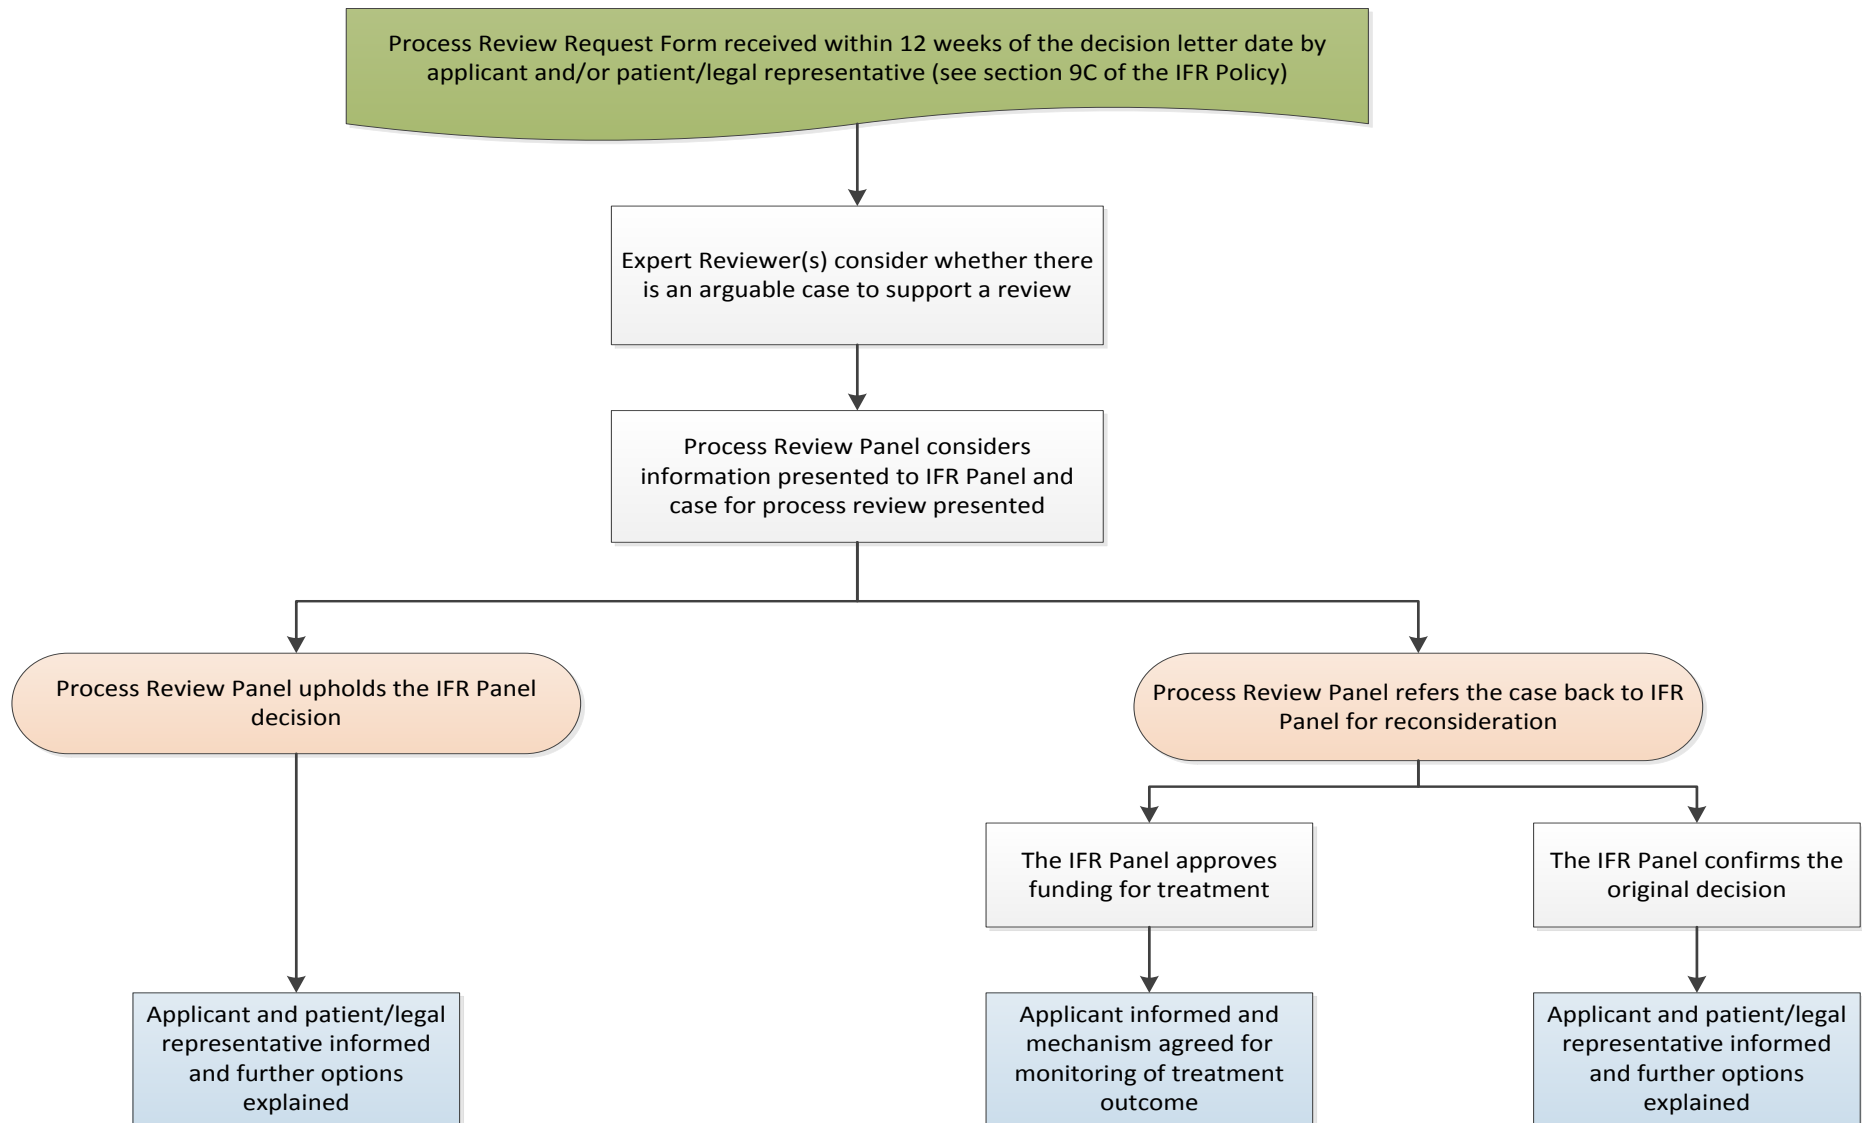 Process Review Request Form received within 12 weeks of the decision letter date by
applicant and/or patient/legal representative (see section 9C of the IFR Policy)
Expert Reviewer(s) consider whether there
is an arguable case to support a review
Process Review Panel considers
information presented to IFR Panel and
case for process review presented
Process Review Panel upholds the IFR Panel
decision
Process Review Panel refers the case back to IFR
Panel for reconsideration
The IFR Panel approves
funding for treatment
The IFR Panel confirms the
original decision
Applicant and patient/legal
representative informed
and further options
explained
Applicant informed and
mechanism agreed for
monitoring of treatment
outcome
Applicant and patient/legal
representative informed
and further options
explained